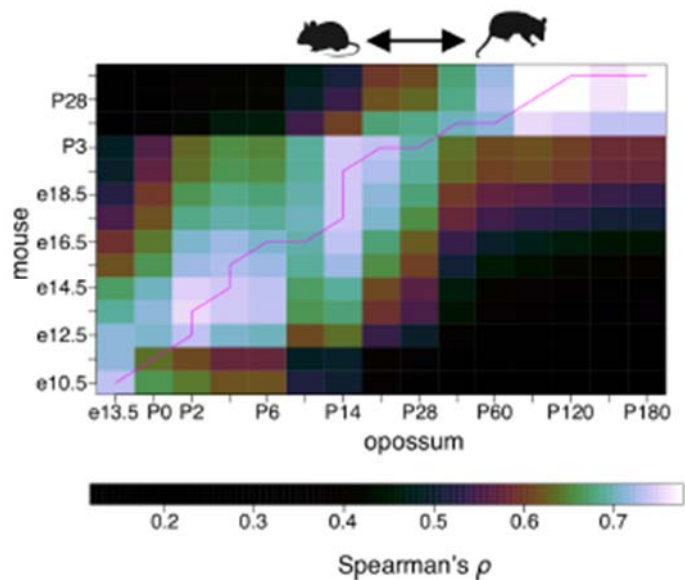 P28
P3
e18.5
e16.5
e14.5
e12.5
e10.5
mouse
e13.5 P0 P2 P6 P14 P28 P60 P120 P180
opossum
0.2 0.3 0.4 0.5 0.6 0.7
Spearman's ρ